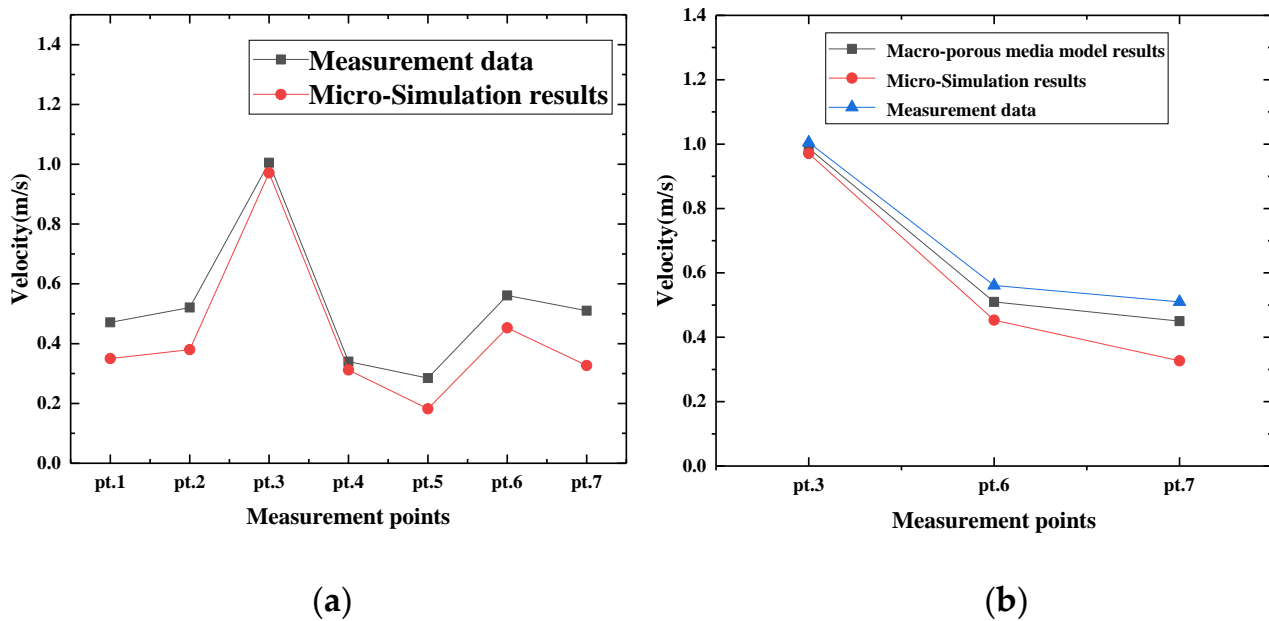 Measurement data
Micro-Simulation results
Velocity(m/s)
1.4
1.2
1.0
0.8
0.6
0.4
0.2
0.0
pt.1 pt.2 pt.3 pt.4 pt.5 pt.6 pt.7
Measurement points
(a)
Macro-porous media model results
Micro-Simulation results
Measurement data
Velocity(m/s)
1.4
1.2
1.0
0.8
0.6
0.4
0.2
0.0
pt.3 pt.6 pt.7
Measurement points
(b)